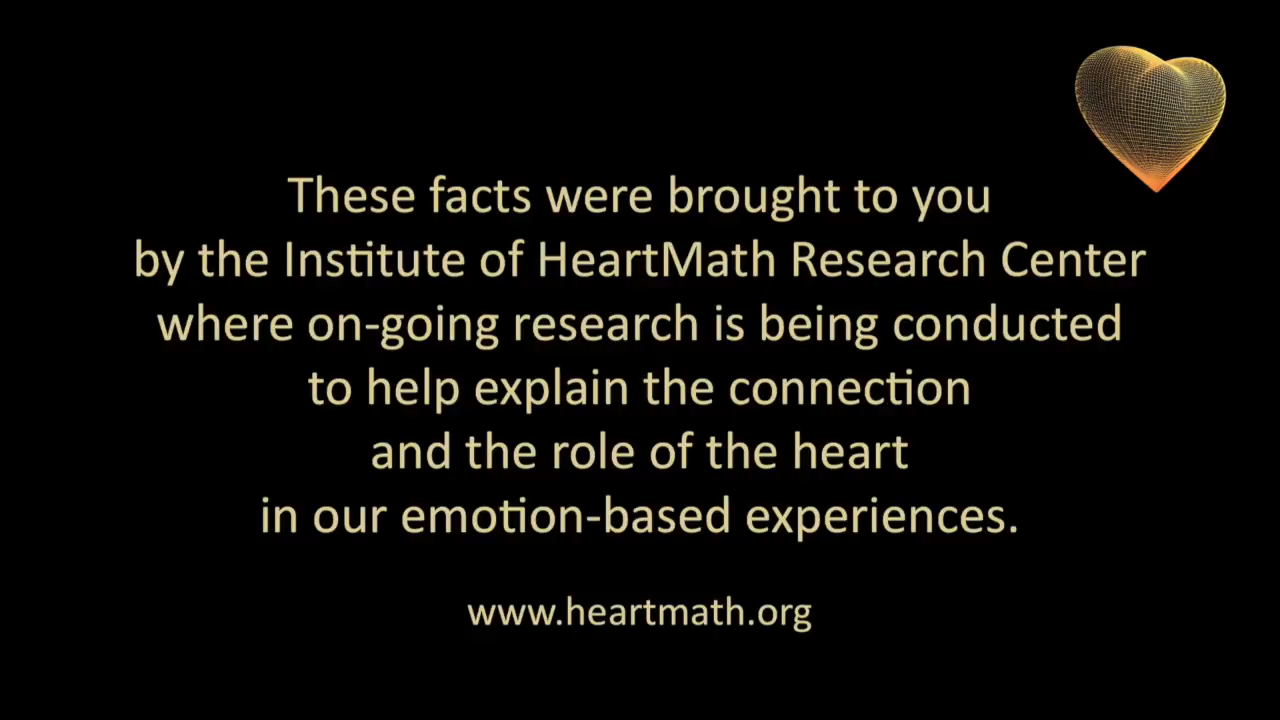 These facts were brought to you
by the Institute of HeartMath Research Center
where on-going research is being conducted
to help explain the connection
and the role of the heart
in our emotion-based experiences.
www.heartmath.org